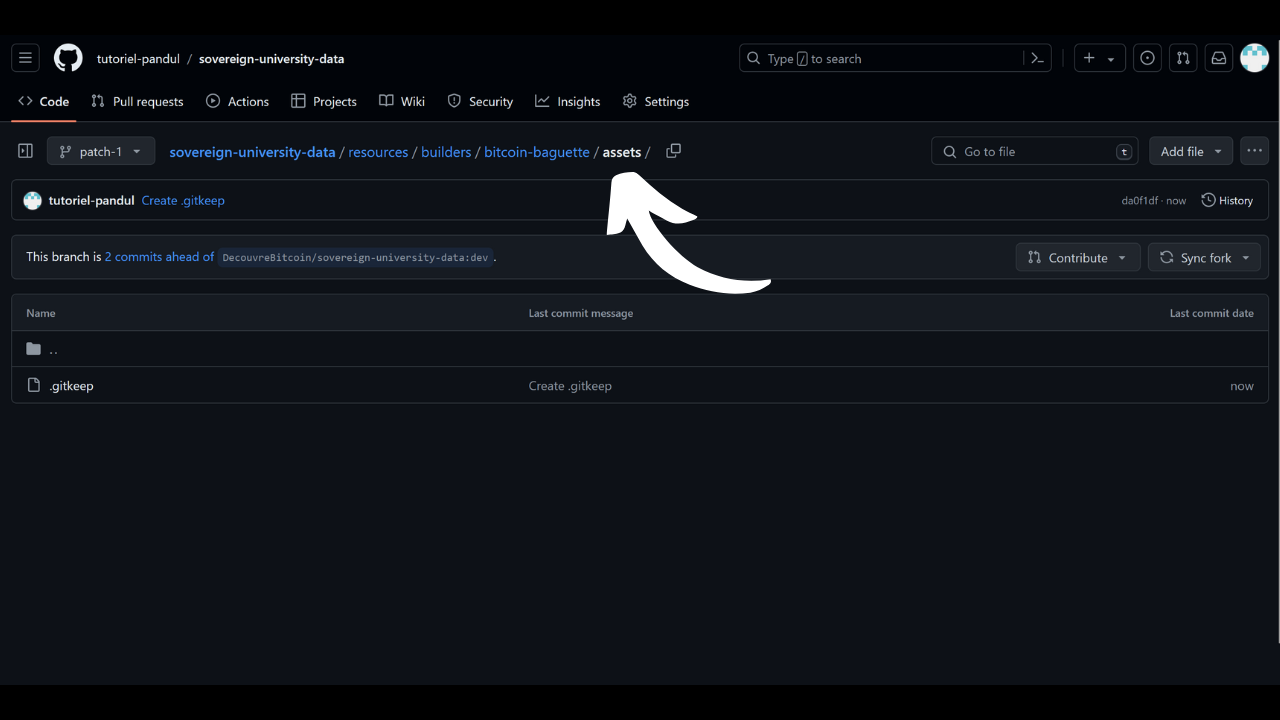 tutoriel-pandul / sovereign-university-data Type / to search
Code Pull requests Actions Projects Wiki Security Insights Settings
patch-1 sovereign-university-data / resources / builders / bitcoin-baguette / assets / Go to file t Add file
tutoriel-pandul Create .gitkeep da0f1df · now History
This branch is 2 commits ahead of DecouvreBitcoin/sovereign-university-data:dev . Contribute Sync fork
Name Last commit message Last commit date
..
.gitkeep Create .gitkeep now